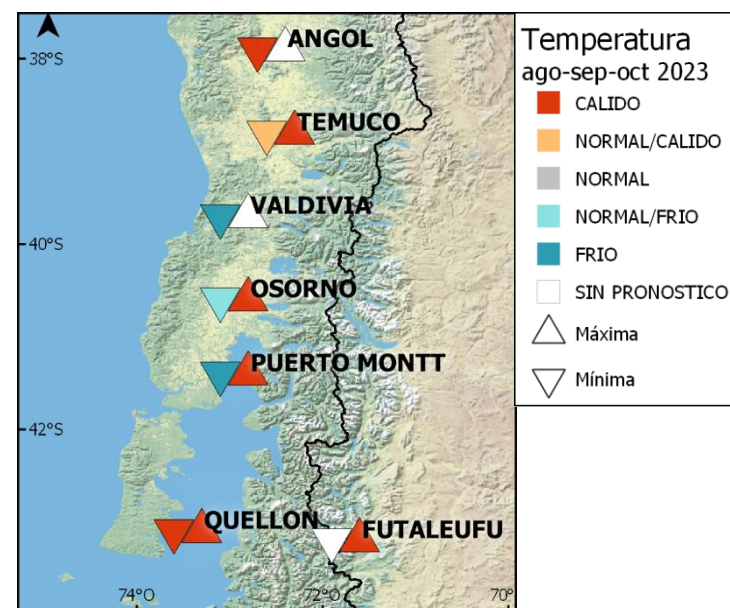 ANGOL
38°S
TEMUCO
VALDIVIA
40°S
OSORNO
PUERTO MONTT
42°S
QUELLON
FUTALEUFU
74°O
72°O
70°
Temperatura
ago-sep-oct 2023
CALIDO
NORMAL/CALIDO
NORMAL
NORMAL/FRIO
FRIO
SIN PRONOSTICO
Máxima
Mínima